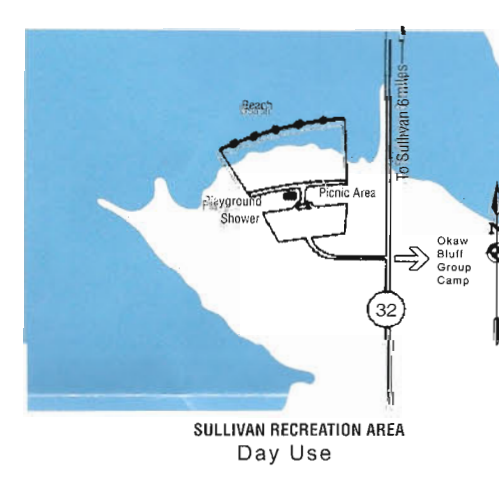 Beach
To Sullivan 6 miles
Playground
Picnic Area
Shower
N
Okaw
Bluff
Group
Camp
32
SULLIVAN RECREATION AREA
Day Use